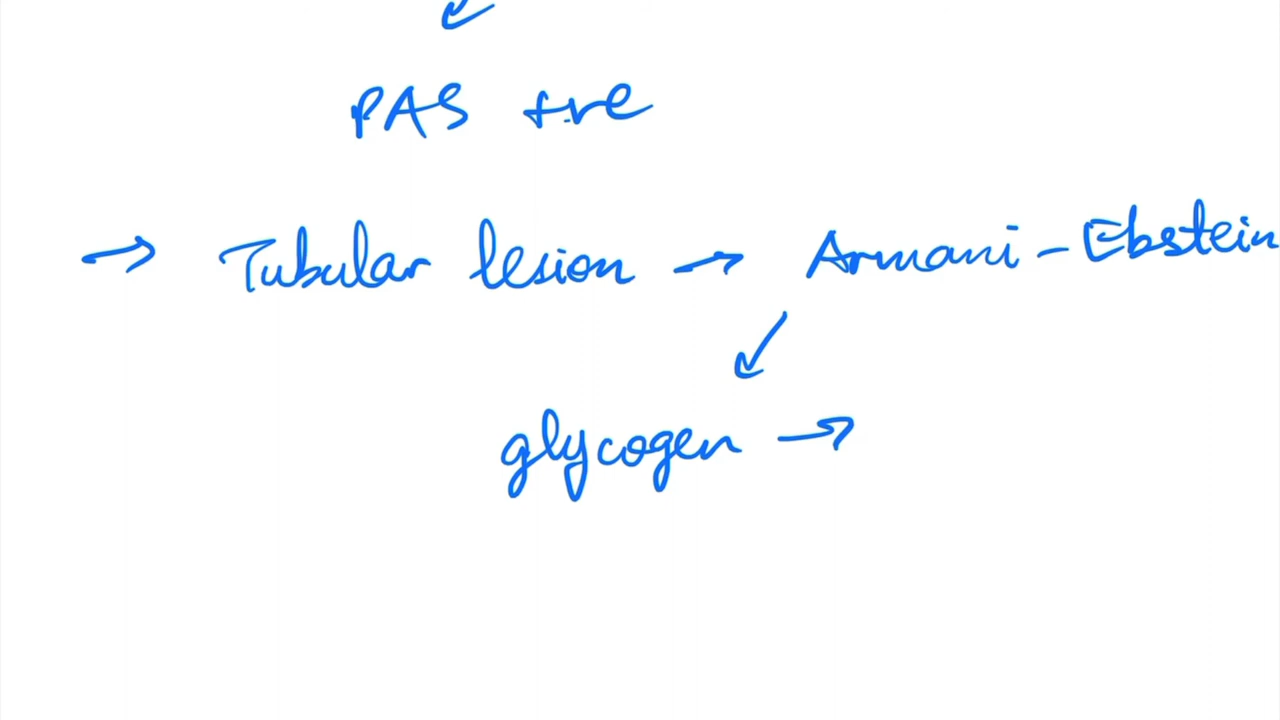 ↙
PAS +ve
→ Tubular lesion → Armani-Ebstein
↙
glycogen →